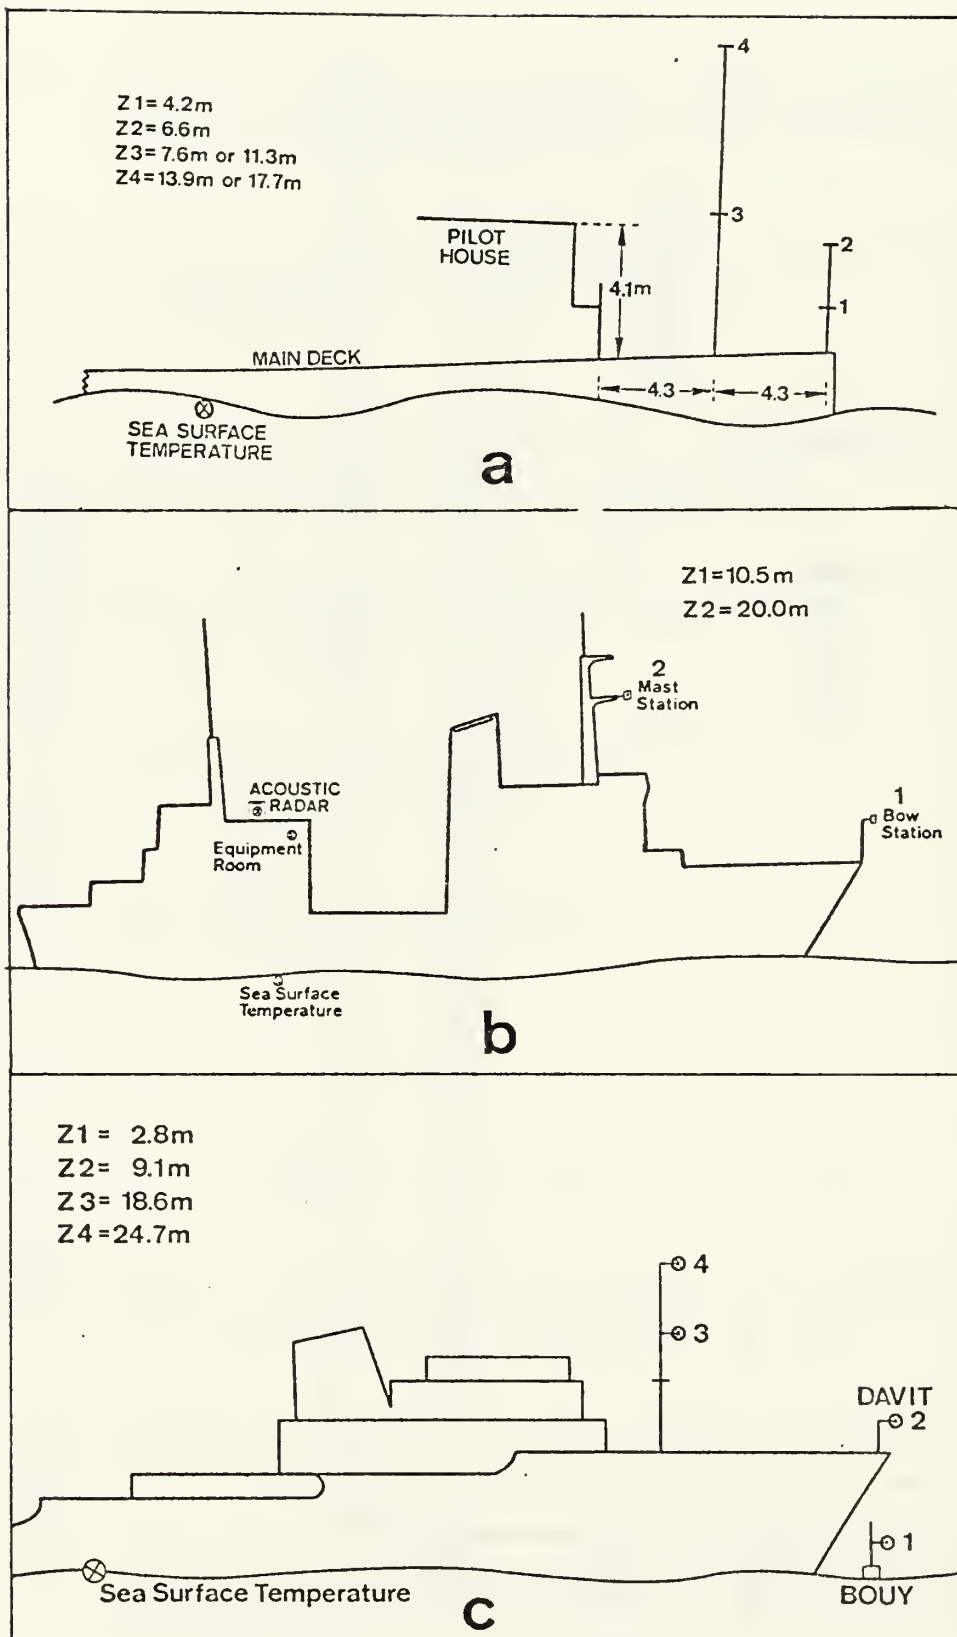 Z1= 4.2m
Z2= 6.6m
Z3= 7.6m or 11.3m
Z4= 13.9m or 17.7m
4
3
2
1
PILOT
HOUSE
4.1m
MAIN DECK
4.3
4.3
SEA SURFACE
TEMPERATURE
a
Z1=10.5m
Z2=20.0m
2
Mast
Station
1
Bow
Station
ACOUSTIC
RADAR
Equipment
Room
Sea Surface
Temperature
b
Z1= 2.8m
Z2= 9.1m
Z3= 18.6m
Z4=24.7m
4
3
DAVIT
2
1
Sea Surface Temperature
BOUY
c